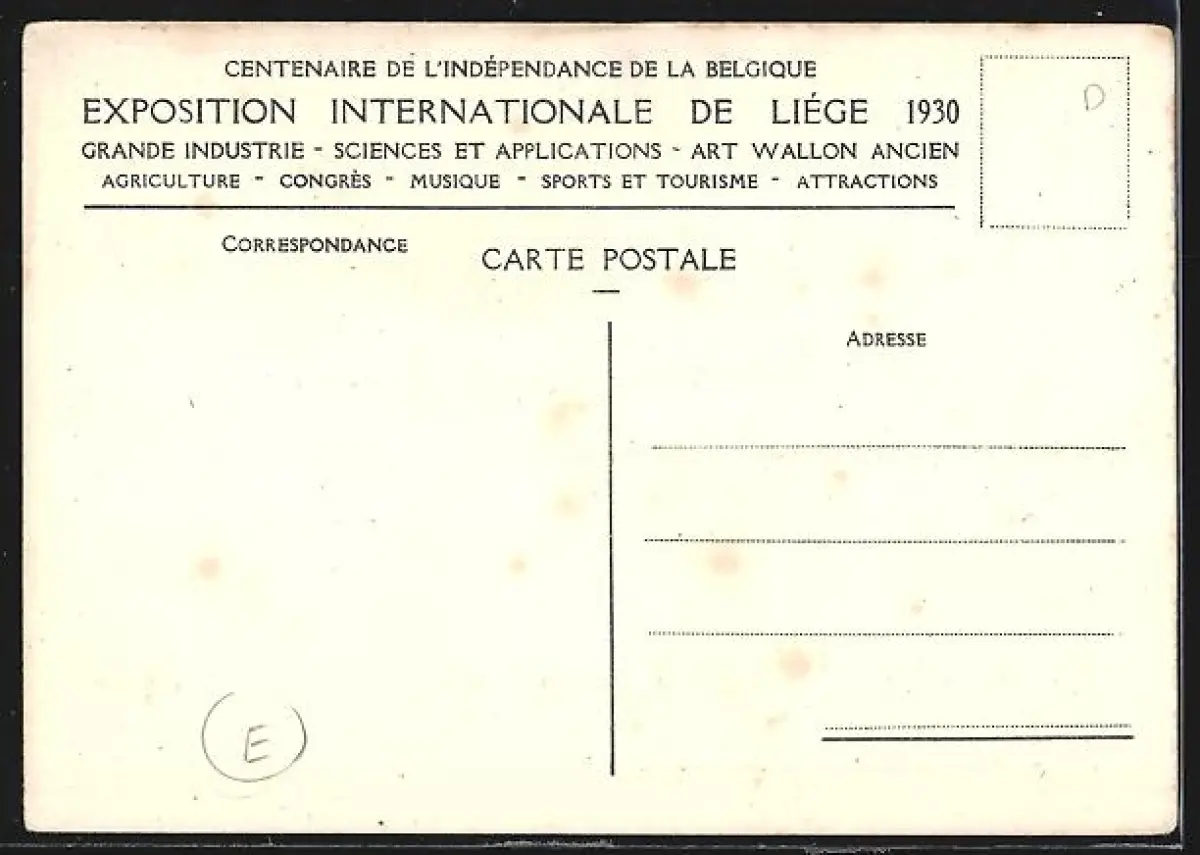 CENTENAIRE DE L'INDÉPENDANCE DE LA BELGIQUE
EXPOSITION INTERNATIONALE DE LIÉGE 1930
GRANDE INDUSTRIE - SCIENCES ET APPLICATIONS - ART WALLON ANCIEN
AGRICULTURE - CONGRÈS - MUSIQUE - SPORTS ET TOURISME - ATTRACTIONS
D
CORRESPONDANCE
CARTE POSTALE
ADRESSE
E